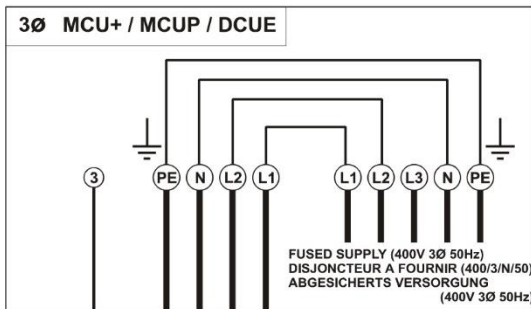 3Ø MCU+ / MCUP / DCUE
3 PE N L2 L1 L1 L2 L3 N PE
FUSED SUPPLY (400V 3Ø 50Hz)
DISJONCTEUR A FOURNIR (400/3/N/50)
ABGESICHERTS VERSORGUNG
(400V 3Ø 50Hz)